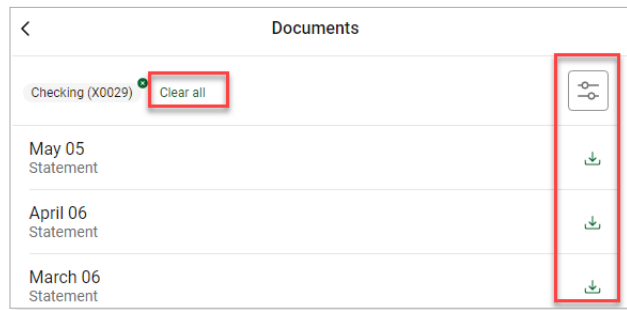 Documents
Checking (X0029) Clear all
May 05
Statement
April 06
Statement
March 06
Statement